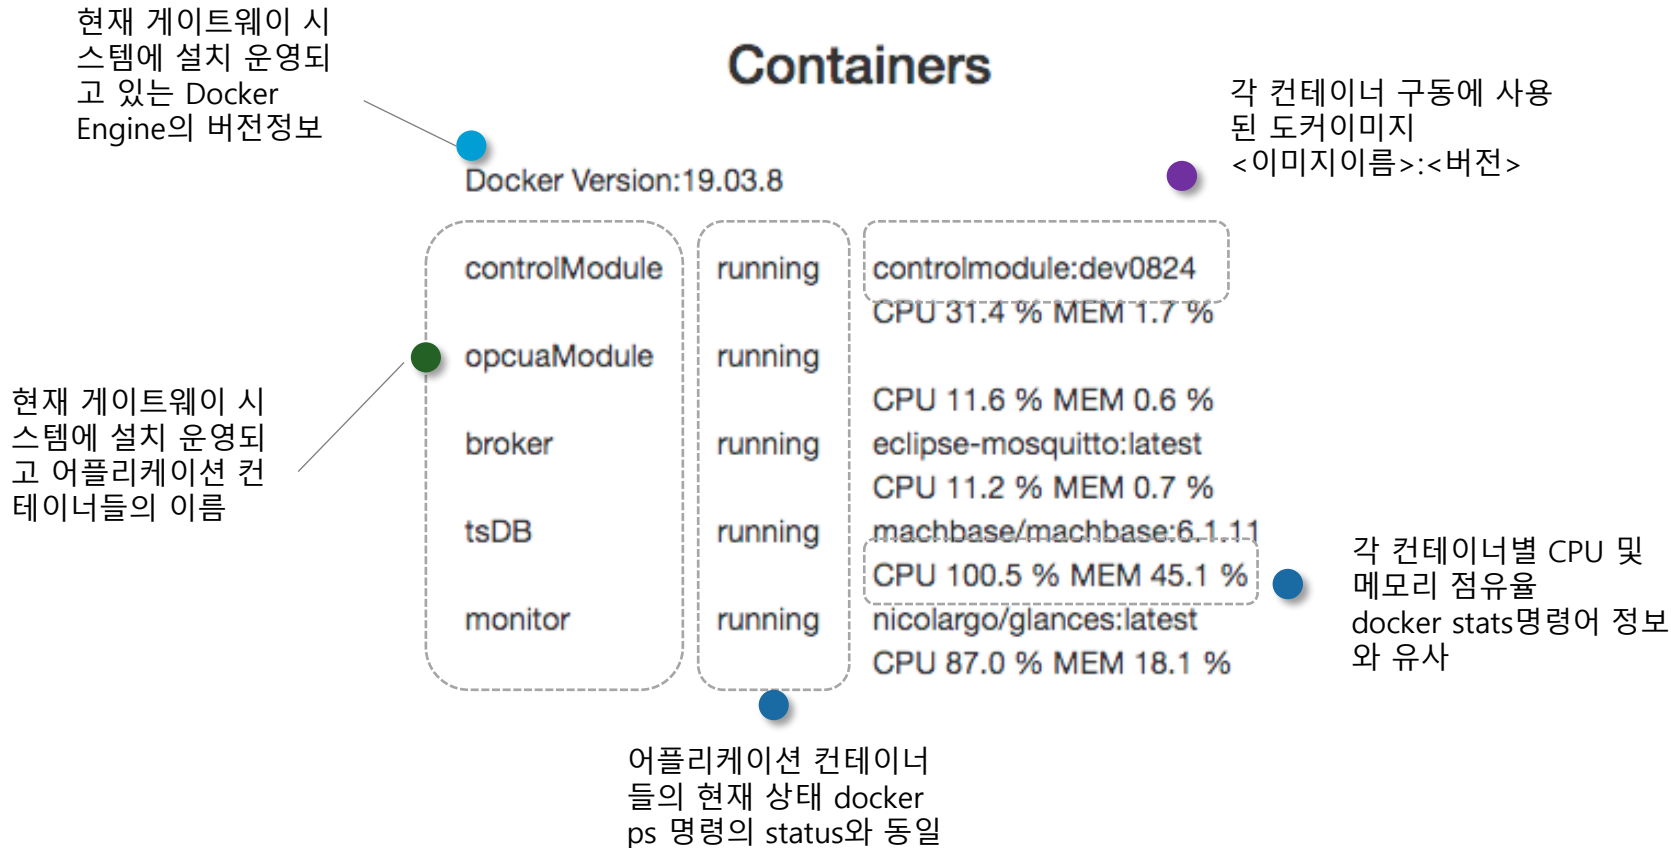 현재 게이트웨이 시
스템에 설치 운영되
고 있는 Docker
Engine의 버전정보
Containers
각 컨테이너 구동에 사용
된 도커이미지
<이미지이름>:<버전>
Docker Version:19.03.8
controlModule running controlmodule:dev0824
CPU 31.4 % MEM 1.7 %
opcuaModule running
CPU 11.6 % MEM 0.6 %
broker running eclipse-mosquitto:latest
CPU 11.2 % MEM 0.7 %
tsDB running machbase/machbase:6.1.11
CPU 100.5 % MEM 45.1 %
monitor running nicolargo/glances:latest
CPU 87.0 % MEM 18.1 %
현재 게이트웨이 시
스템에 설치 운영되
고 어플리케이션 컨
테이너들의 이름
각 컨테이너별 CPU 및
메모리 점유율
docker stats명령어 정보
와 유사
어플리케이션 컨테이너
들의 현재 상태 docker
ps 명령의 status와 동일